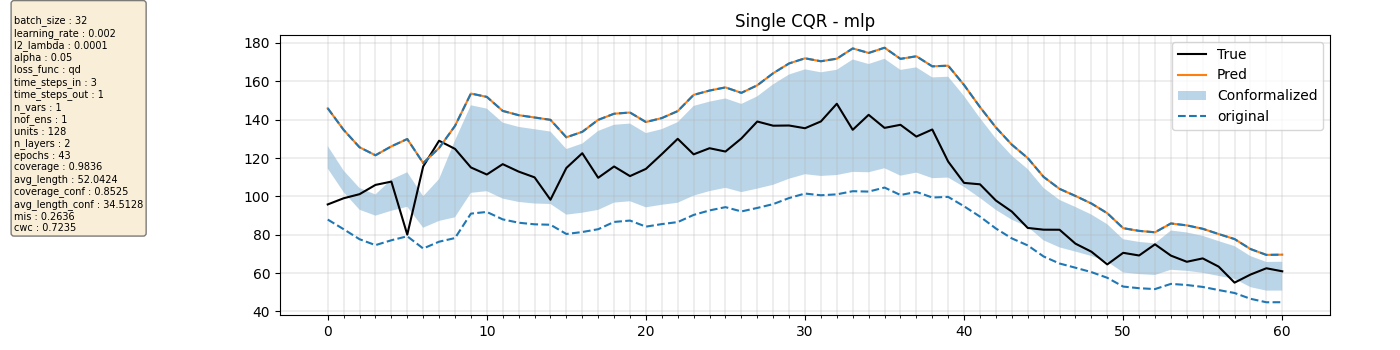 batch_size : 32
learning_rate : 0.002
l2_lambda : 0.0001
alpha : 0.05
loss_func : qd
time_steps_in : 3
time_steps_out : 1
n_vars : 1
nof_ens : 1
units : 128
n_layers : 2
epochs : 43
coverage : 0.9836
avg_length : 52.0424
coverage_conf : 0.8525
avg_length_conf : 34.5128
mis : 0.2636
cwc : 0.7235
Single CQR - mlp
180
160
140
120
100
80
60
40
True
Pred
Conformalized
original
0 10 20 30 40 50 60